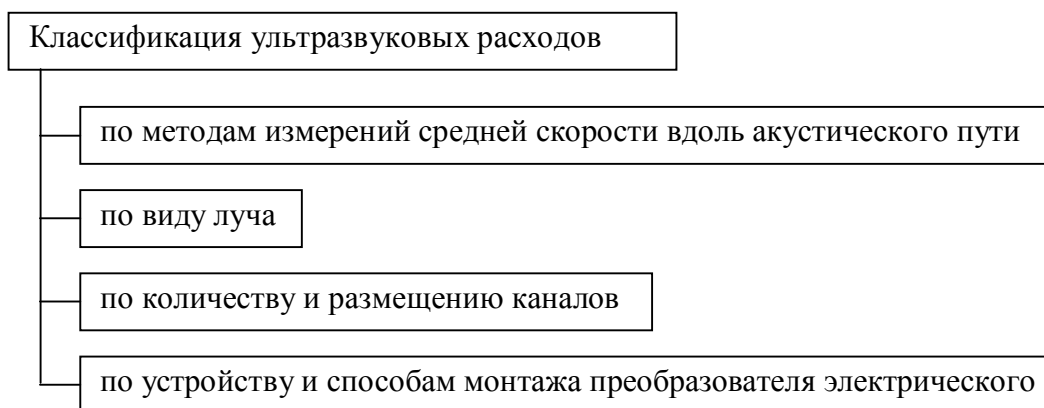 Классификация ультразвуковых расходов
по методам измерений средней скорости вдоль акустического пути
по виду луча
по количеству и размещению каналов
по устройству и способам монтажа преобразователя электрического